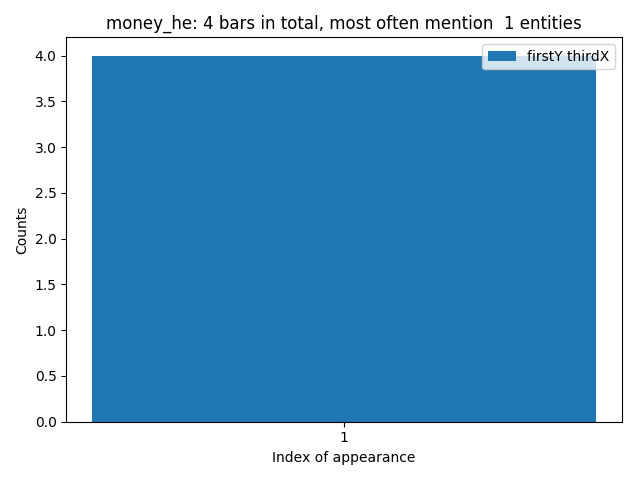 money_he: 4 bars in total, most often mention  1 entities
firstY thirdX
4.0
3.5
3.0
2.5
2.0
1.5
1.0
0.5
0.0
Counts
1
Index of appearance